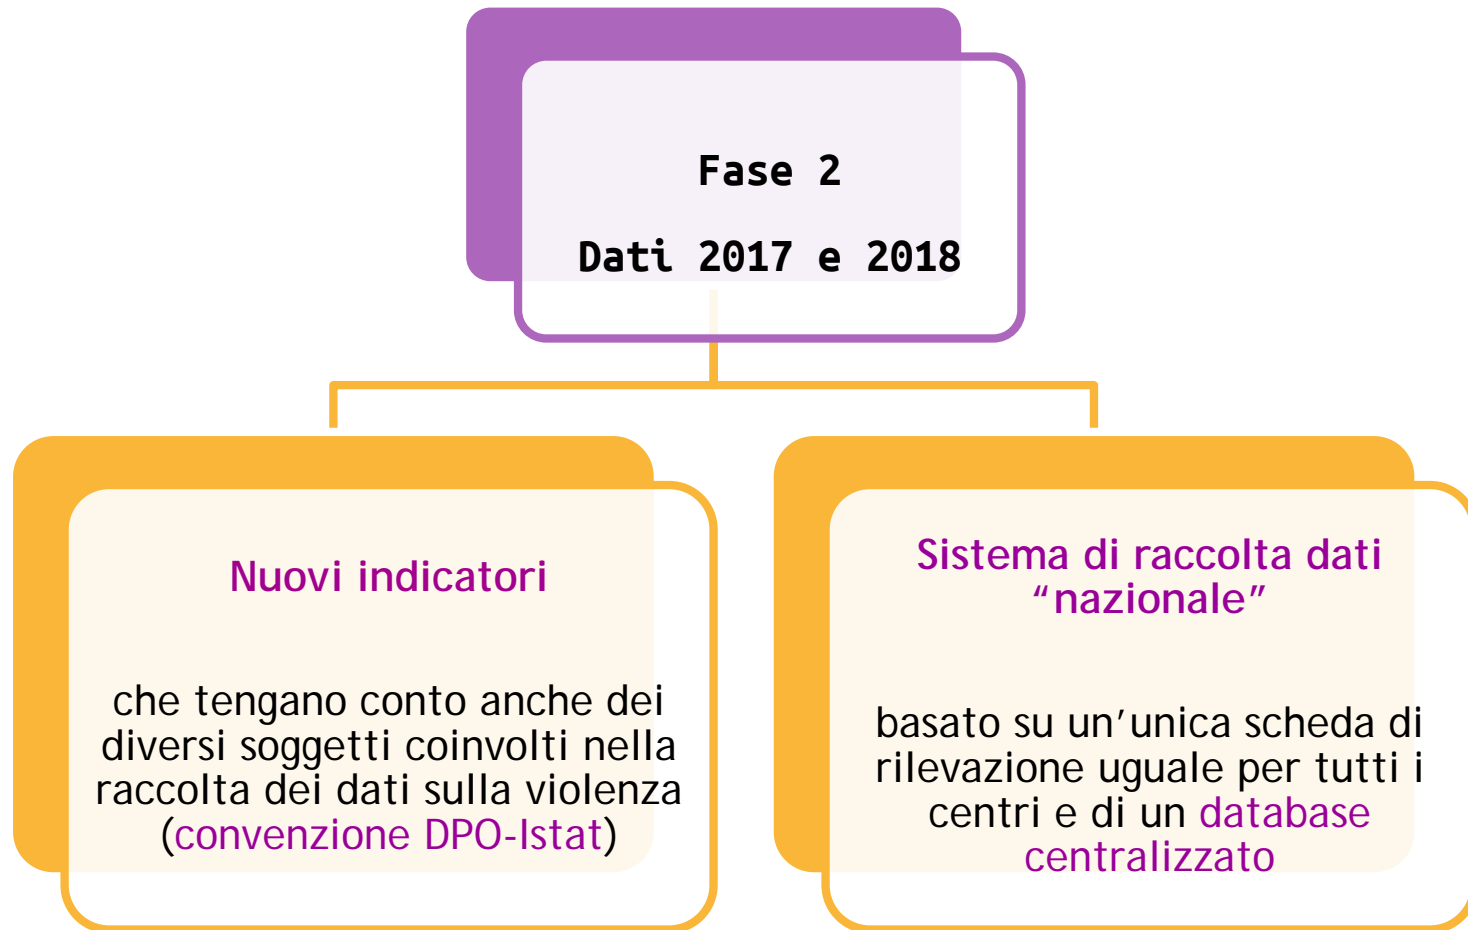 Fase 2
Dati 2017 e 2018
Nuovi indicatori
che tengano conto anche dei
diversi soggetti coinvolti nella
raccolta dei dati sulla violenza
(convenzione DPO-Istat)
Sistema di raccolta dati
“nazionale”
basato su un’unica scheda di
rilevazione uguale per tutti i
centri e di un database
centralizzato